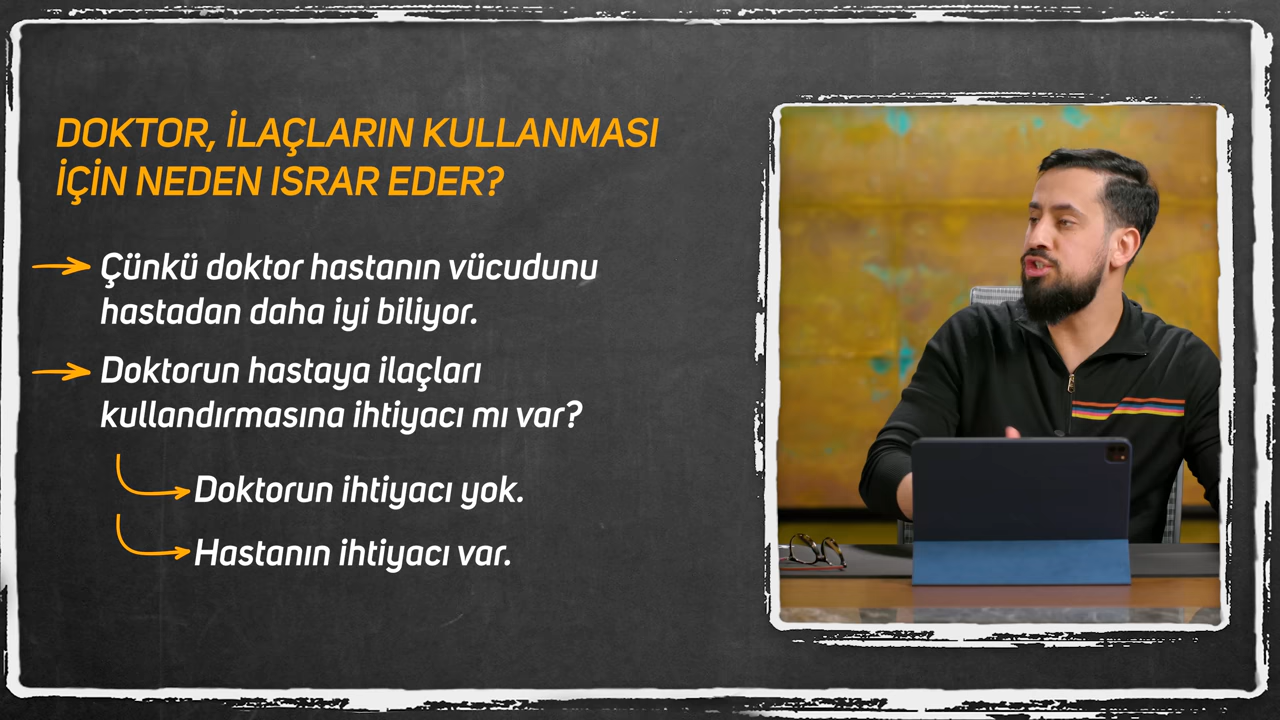 DOKTOR, İLAÇLARIN KULLANMASI
İÇİN NEDEN ISRAR EDER?
Çünkü doktor hastanın vücudunu
hastadan daha iyi biliyor.
Doktorun hastaya ilaçları
kullandırmasına ihtiyacı mı var?
Doktorun ihtiyacı yok.
Hastanın ihtiyacı var.